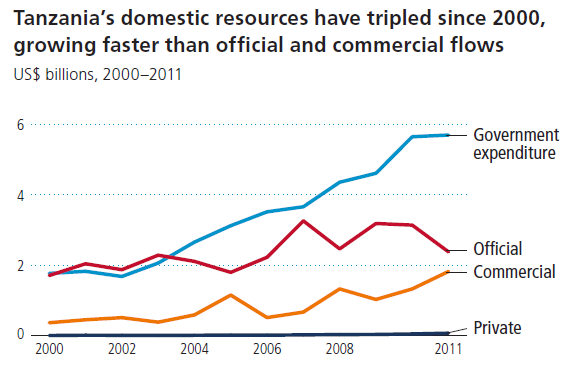 Tanzania's domestic resources have tripled since 2000,
growing faster than official and commercial flows
US$ billions, 2000–2011
6
Government
expenditure
4
Official
2
Commercial
0
Private
2000 2002 2004 2006 2008 2011